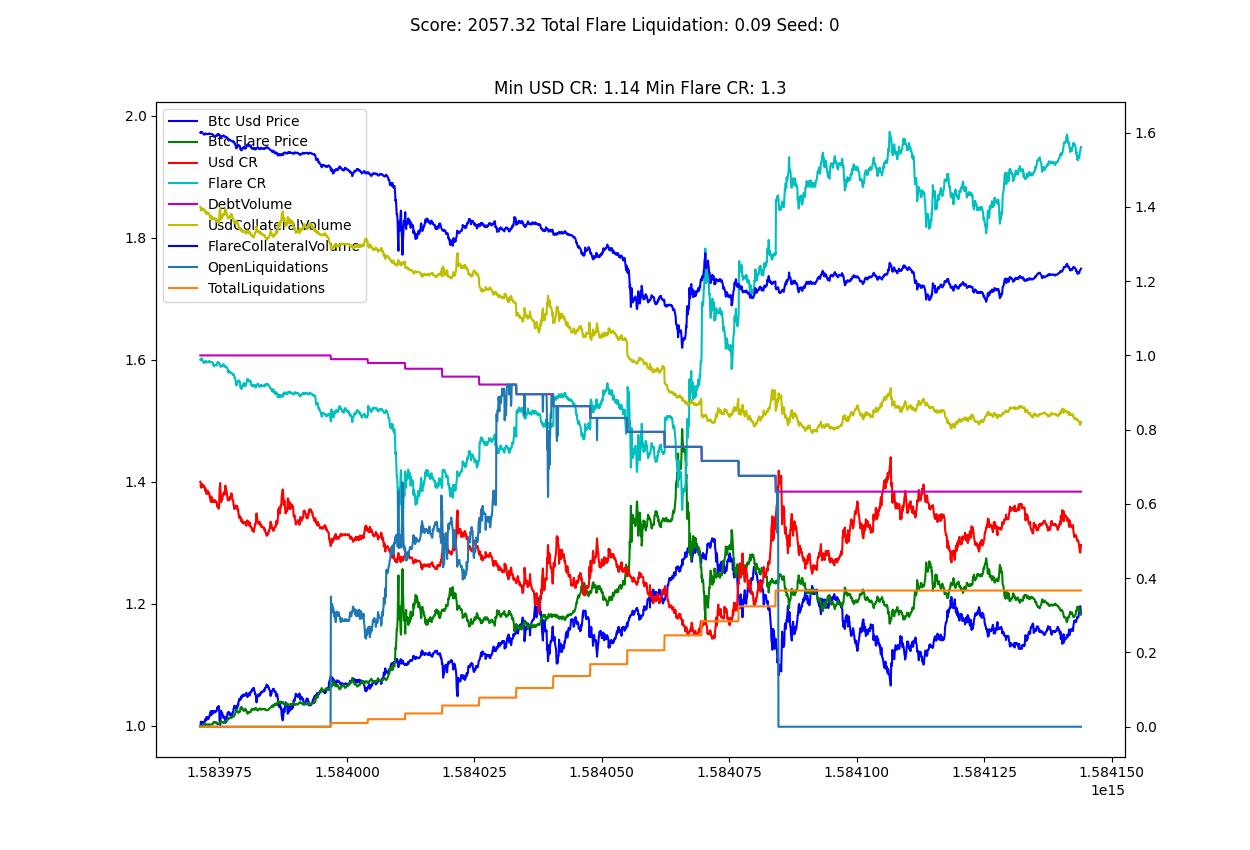 Score: 2057.32 Total Flare Liquidation: 0.09 Seed: 0
Min USD CR: 1.14 Min Flare CR: 1.3
Btc Usd Price
Btc Flare Price
Usd CR
Flare CR
DebtVolume
UsdCollateralVolume
FlareCollateralVolume
OpenLiquidations
TotalLiquidations
2.0
1.8
1.6
1.4
1.2
1.0
1.6
1.4
1.2
1.0
0.8
0.6
0.4
0.2
0.0
1.583975 1.584000 1.584025 1.584050 1.584075 1.584100 1.584125 1.584150
1e15